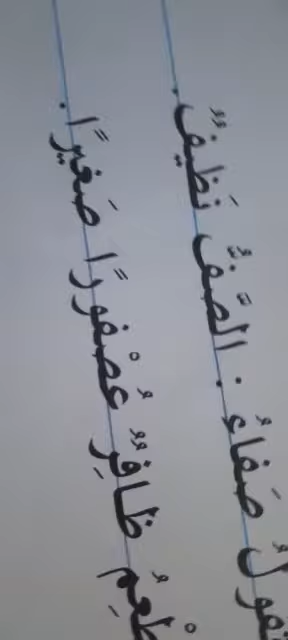 صَفاءُ : الصَّفُّ نَظيفٌ .
ظافِرٌ عُصْفورًا صَغيرًا .